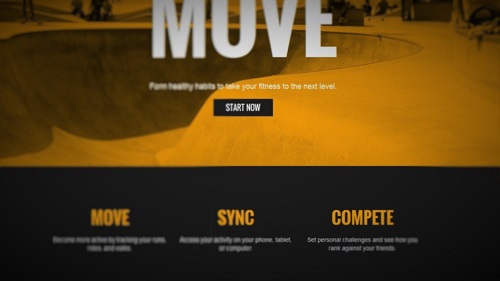 MOVE
Form healthy habits to take your fitness to the next level.
START NOW
MOVE
SYNC
COMPETE
Become more active by tracking your runs,
rides, and walks.
Access your activity on your phone, tablet,
or computer.
Set personal challenges and see how you
rank against your friends.